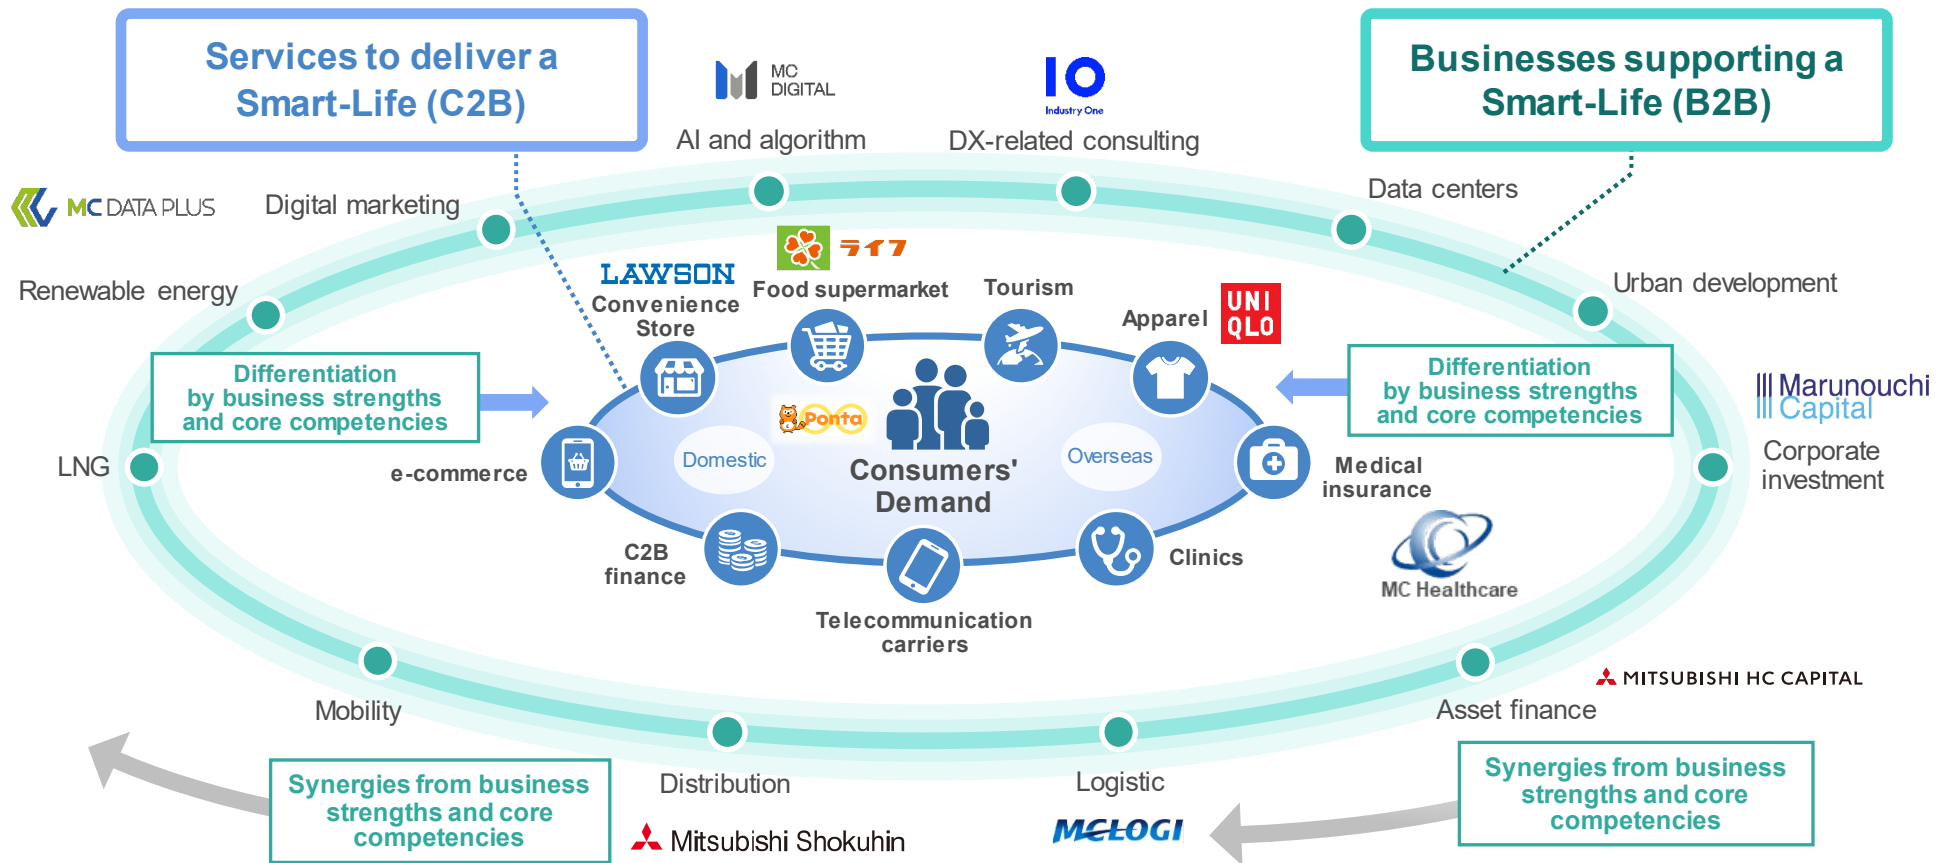 Services to deliver a
Smart-Life (C2B)
Businesses supporting a
Smart-Life (B2B)
MC
DIGITAL
AI and algorithm
IO
Industry One
DX-related consulting
MC DATA PLUS
Digital marketing
Data centers
Renewable energy
Urban development
LAWSON
Convenience
Store
ライフ
Food supermarket
Tourism
Apparel
UNI
QLO
Differentiation
by business strengths
and core competencies
Differentiation
by business strengths
and core competencies
Marunouchi
Capital
Corporate
investment
LNG
e-commerce
Domestic
Ponta
Consumers'
Demand
Overseas
Medical
insurance
MC Healthcare
C2B
finance
Telecommunication
carriers
Clinics
Mobility
Distribution
Mitsubishi Shokuhin
Logistic
MCLOGI
Asset finance
MITSUBISHI HC CAPITAL
Synergies from business
strengths and core
competencies
Synergies from business
strengths and core
competencies